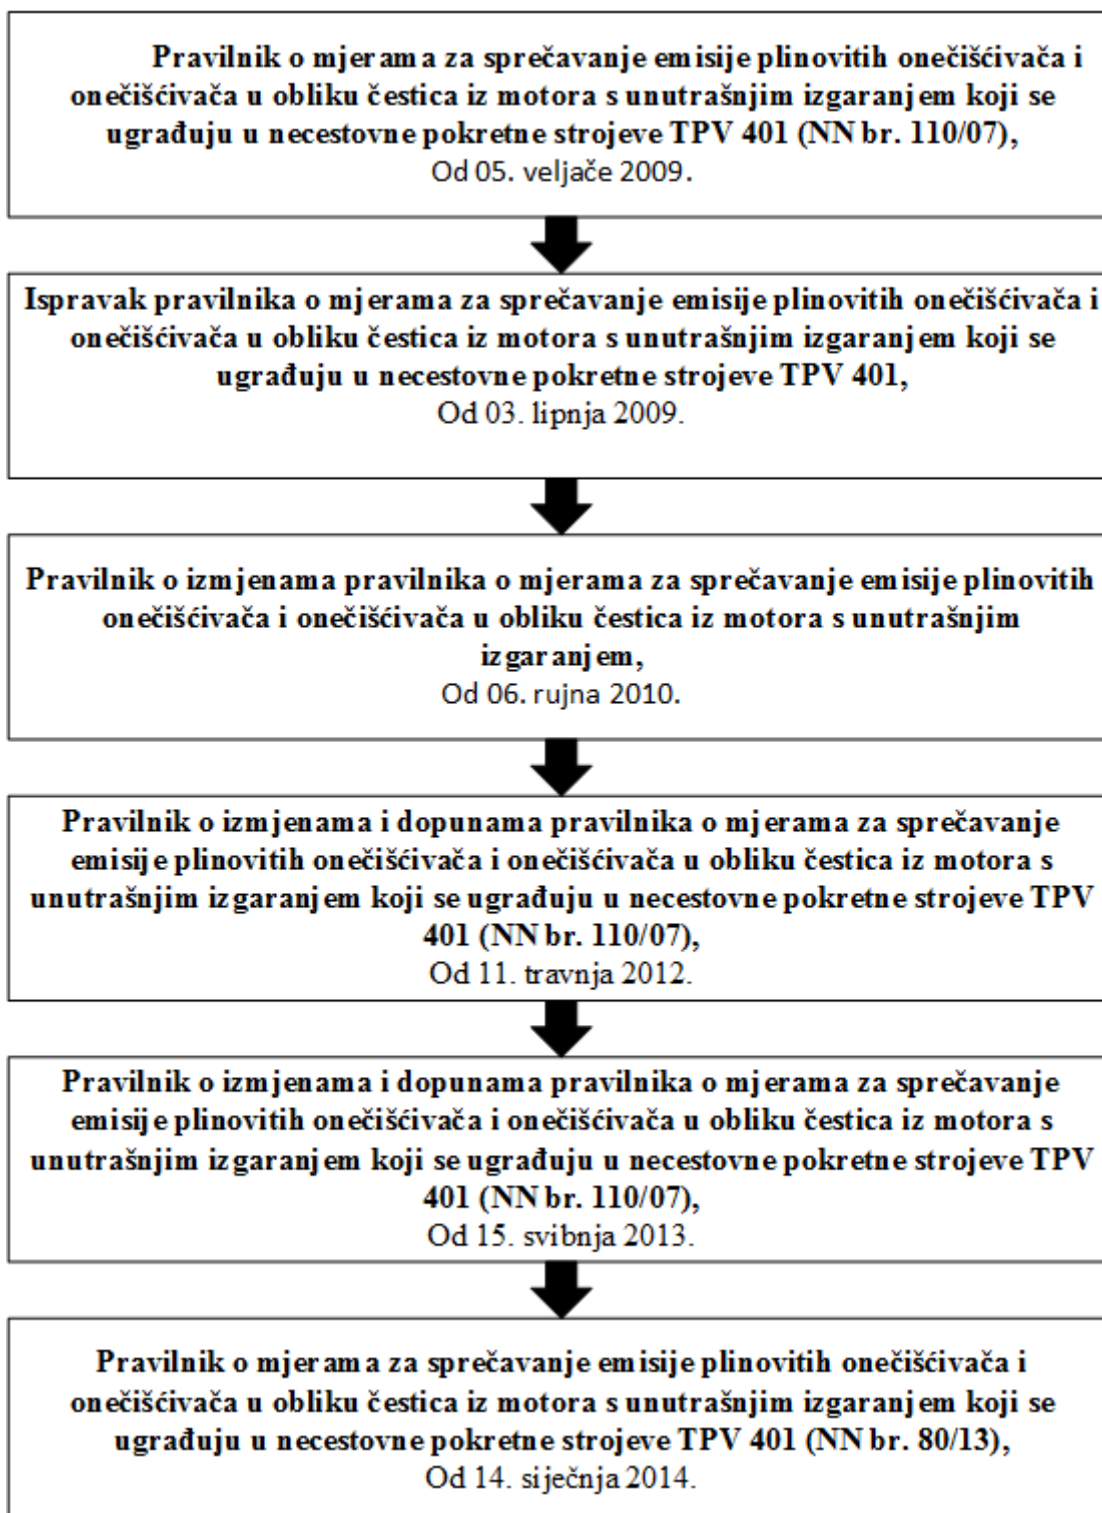 Pravilnik o mjerama za sprečavanje emisije plinovitih onečišćivača i
onečišćivača u obliku čestica iz motora s unutrašnjim izgaranjem koji se
ugrađuju u necestovne pokretne strojeve TPV 401 (NN br. 110/07),
Od 05. veljače 2009.
Ispravak pravilnika o mjerama za sprečavanje emisije plinovitih onečišćivača i
onečišćivača u obliku čestica iz motora s unutrašnjim izgaranjem koji se
ugrađuju u necestovne pokretne strojeve TPV 401,
Od 03. lipnja 2009.
Pravilnik o izmjenama pravilnika o mjerama za sprečavanje emisije plinovitih
onečišćivača i onečišćivača u obliku čestica iz motora s unutrašnjim
izgaranjem,
Od 06. rujna 2010.
Pravilnik o izmjenama i dopunama pravilnika o mjerama za sprečavanje
emisije plinovitih onečišćivača i onečišćivača u obliku čestica iz motora s
unutrašnjim izgaranjem koji se ugrađuju u necestovne pokretne strojeve TPV
401 (NN br. 110/07),
Od 11. travnja 2012.
Pravilnik o izmjenama i dopunama pravilnika o mjerama za sprečavanje
emisije plinovitih onečišćivača i onečišćivača u obliku čestica iz motora s
unutrašnjim izgaranjem koji se ugrađuju u necestovne pokretne strojeve TPV
401 (NN br. 110/07),
Od 15. svibnja 2013.
Pravilnik o mjerama za sprečavanje emisije plinovitih onečišćivača i
onečišćivača u obliku čestica iz motora s unutrašnjim izgaranjem koji se
ugrađuju u necestovne pokretne strojeve TPV 401 (NN br. 80/13),
Od 14. siječnja 2014.